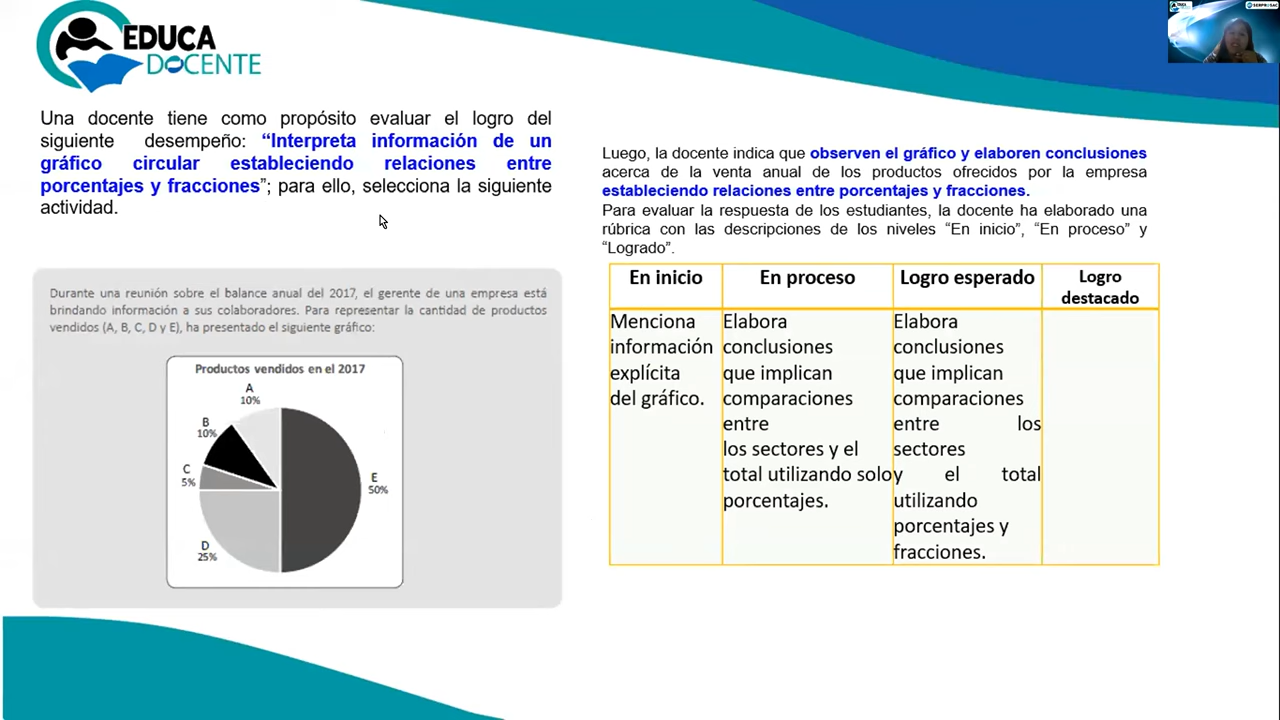 EDUCA
DOCENTE
Una docente tiene como propósito evaluar el logro del
siguiente desempeño: “Interpreta información de un
gráfico circular estableciendo relaciones entre
porcentajes y fracciones”; para ello, selecciona la siguiente
actividad.
Durante una reunión sobre el balance anual del 2017, el gerente de una empresa está
brindando información a sus colaboradores. Para representar la cantidad de productos
vendidos (A, B, C, D y E), ha presentado el siguiente gráfico:
Productos vendidos en el 2017
A
10%
B
10%
C
5%
D
25%
E
50%
Luego, la docente indica que observen el gráfico y elaboren conclusiones
acerca de la venta anual de los productos ofrecidos por la empresa
estableciendo relaciones entre porcentajes y fracciones.
Para evaluar la respuesta de los estudiantes, la docente ha elaborado una
rúbrica con las descripciones de los niveles “En inicio”, “En proceso” y
“Logrado”.
En inicio
En proceso
Logro esperado
Logro
destacado
Menciona
información
explícita
del gráfico.
Elabora
conclusiones
que implican
comparaciones
entre
los sectores y el
total utilizando solo
porcentajes.
Elabora
conclusiones
que implican
comparaciones
entre los
sectores
y el total
utilizando
porcentajes y
fracciones.